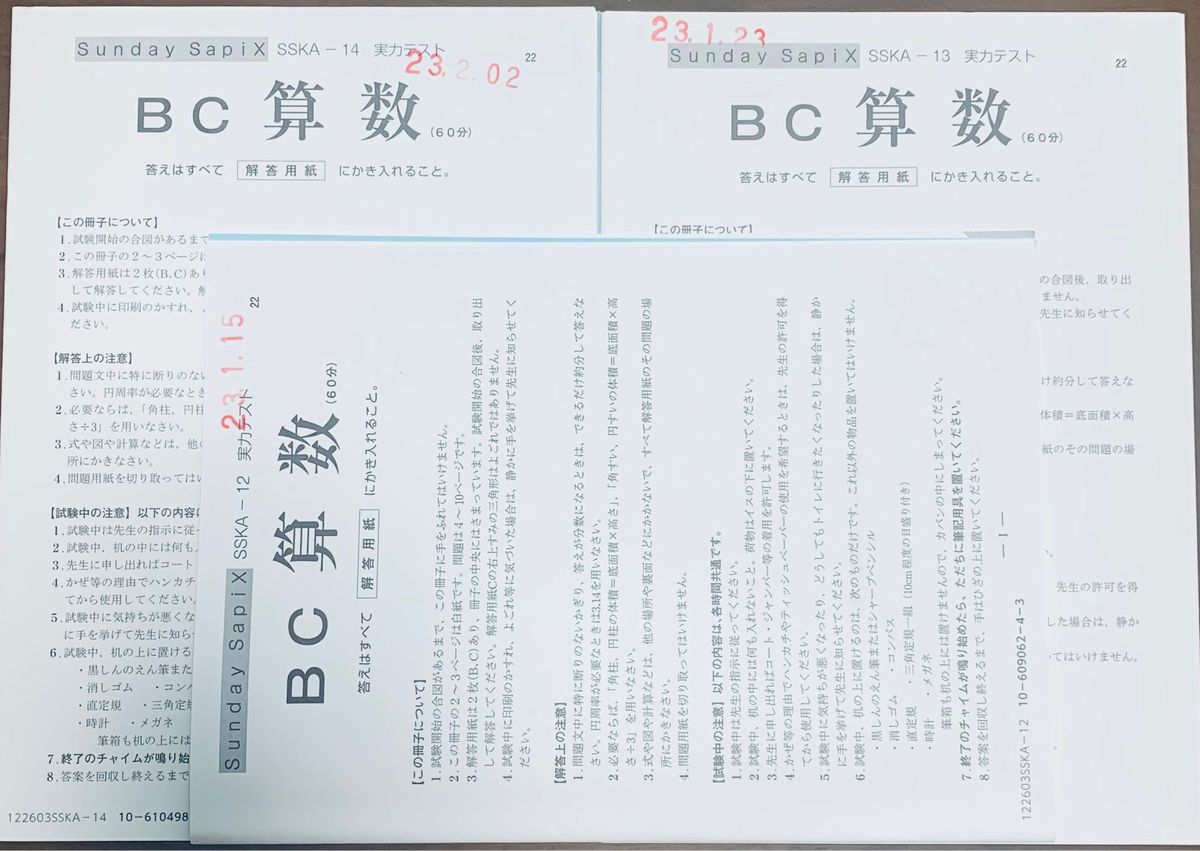 Sunday SapiX SSKA－14 実力テスト
23.2.02
22
BC 算数 (60分)
答えはすべて 解答用紙 にかき入れること。
【この冊子について】
1.試験開始の合図があるまで
2.この冊子の2～3ページは
3.解答用紙は2枚(B,C)あり
して解答してください。解
4.試験中に印刷のかすれ、
ださい。
【解答上の注意】
1.問題文中に特に断りのない
さい。円周率が必要なとき
2.必要ならば、「角柱、円柱
さ÷3」を用いなさい。
3.式や図や計算などは、他の
所にかきなさい。
4.問題用紙を切り取っては
【試験中の注意】以下の内容
1.試験中は先生の指示に従
2.試験中、机の中には何も
3.先生に申し出ればコート
4.かぜ等の理由でハンカチ
てから使用してください。
5.試験中に気持ちが悪くな
に手を挙げて先生に知ら
6.試験中、机の上に置ける
・黒しんのえん筆また
・消しゴム ・コンパ
・直定規 ・三角定
・時計 ・メガネ
筆箱も机の上には
7.終了のチャイムが鳴り始
8.答案を回収し終えるまで
122603SSKA－14 10－610498
23.1.23
Sunday SapiX SSKA－13 実力テスト
22
BC 算数 (60分)
答えはすべて 解答用紙 にかき入れること。
【この冊子について】
の合図後、取り出
ません。
先生に知らせてく
け約分して答えな
体積＝底面積×高
紙のその問題の場
先生の許可を得
した場合は、静か
てはいけません。
Sunday SapiX SSKA－12 実力テスト
23.1.15
22
BC 算数 (60分)
答えはすべて 解答用紙 にかき入れること。
【この冊子について】
1.試験開始の合図があるまで、この冊子に手をふれてはいけません。
2.この冊子の2～3ページは白紙です。問題は4～10ページです。
3.解答用紙は2枚(B,C)あり、冊子の中央にはさまっています。試験開始の合図後、取り出
して解答してください。解答用紙Cの右上すみの三角形はよごれではありません。
4.試験中に印刷のかすれ、よごれ等に気づいた場合は、静かに手を挙げて先生に知らせてく
ださい。
【解答上の注意】
1.問題文中に特に断りのないかぎり、答えが分数になるときは、できるだけ約分して答えな
さい。円周率が必要なときは3.14を用いなさい。
2.必要ならば、「角柱、円柱の体積＝底面積×高さ」、「角すい、円すいの体積＝底面積×高
さ÷3」を用いなさい。
3.式や図や計算などは、他の場所や裏面などにかかないで、すべて解答用紙のその問題の場
所にかきなさい。
4.問題用紙を切り取ってはいけません。
【試験中の注意】以下の内容は、各時間共通です。
1.試験中は先生の指示に従ってください。
2.試験中、机の中には何も入れないこと。荷物はイスの下に置いてください。
3.先生に申し出ればコート・ジャンパー等の着用を許可します。
4.かぜ等の理由でハンカチやティッシュペーパーの使用を希望するときは、先生の許可を得
てから使用してください。
5.試験中に気持ちが悪くなったり、どうしてもトイレに行きたくなったりした場合は、静か
に手を挙げて先生に知らせてください。
6.試験中、机の上に置けるのは、次のものだけです。これ以外の物品を置いてはいけません。
・黒しんのえん筆またはシャープペンシル
・消しゴム ・コンパス
・直定規 ・三角定規一組(10cm程度の目盛り付き)
・時計 ・メガネ
筆箱も机の上には置けませんので、カバンの中にしまってください。
7.終了のチャイムが鳴り始めたら、ただちに筆記用具を置いてください。
8.答案を回収し終えるまで、手はひざの上に置いてください。
―1―
122603SSKA－12 10－609062－4－3